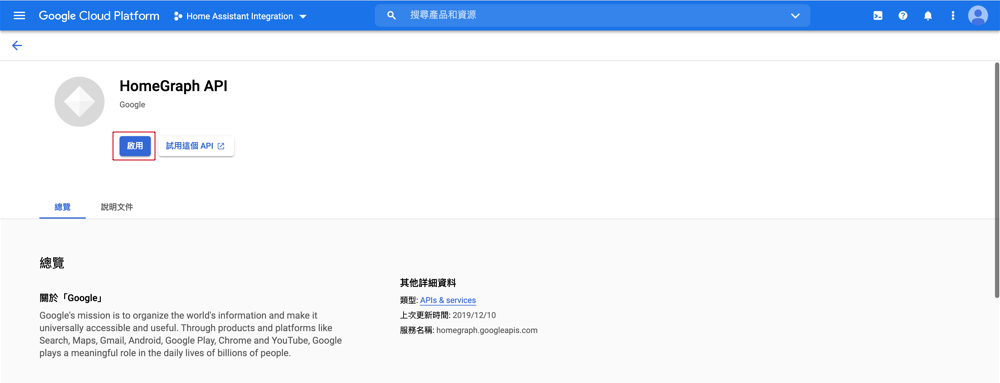 Google Cloud Platform
Home Assistant Integration
搜尋產品和資源
HomeGraph API
Google
啟用
試用這個 API
總覽
說明文件
總覽
關於「Google」
Google's mission is to organize the world's information and make it
universally accessible and useful. Through products and platforms like
Search, Maps, Gmail, Android, Google Play, Chrome and YouTube, Google
plays a meaningful role in the daily lives of billions of people.
其他詳細資料
類型: APIs & services
上次更新時間: 2019/12/10
服務名稱: homegraph.googleapis.com